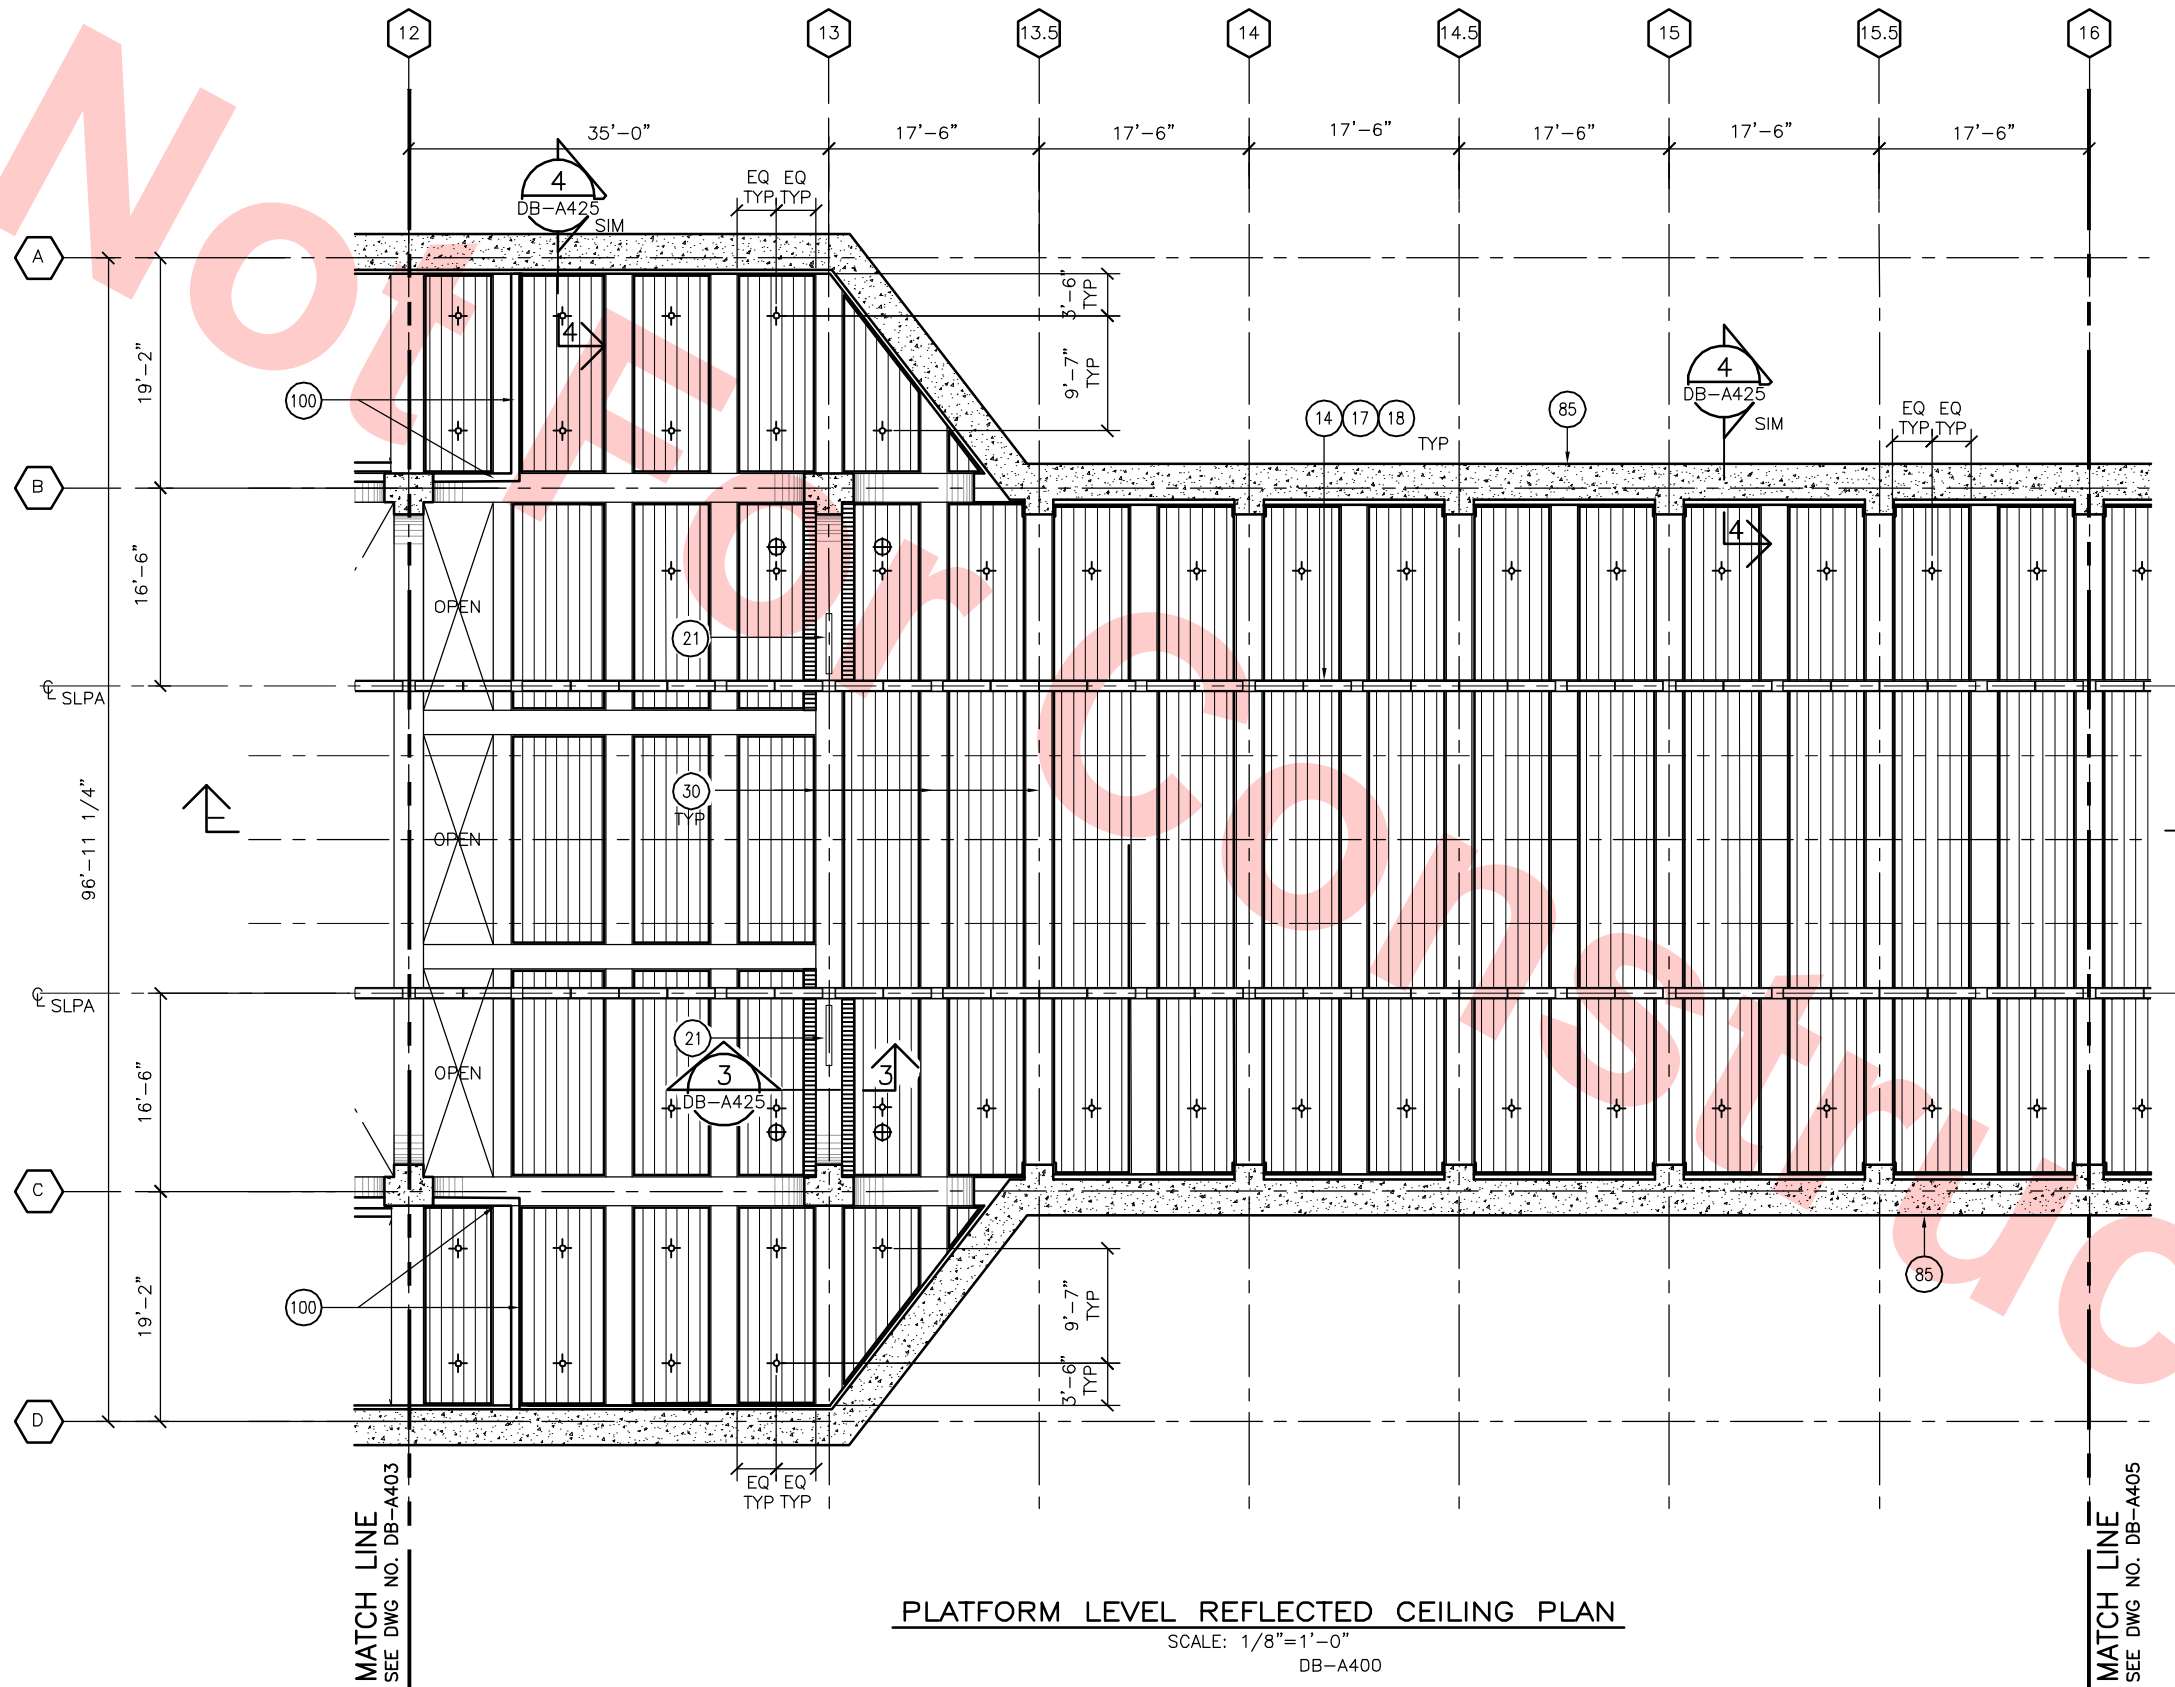 12
13
13.5
14
14.5
15
15.5
16
35'-0"
17'-6"
17'-6"
17'-6"
17'-6"
17'-6"
17'-6"
4
DB-A425
SIM
EQ EQ
TYP TYP
A
3'-6"
TYP
19'-2"
4
9'-7"
TYP
4
DB-A425
SIM
100
14 17 18
TYP
85
EQ EQ
TYP TYP
B
4
16'-6"
OPEN
21
℄ SLPA
30
TYP
96'-11 1/4"
E
OPEN
℄ SLPA
21
3
DB-A425
3
16'-6"
OPEN
C
100
19'-2"
9'-7"
TYP
3'-6"
TYP
85
D
EQ EQ
TYP TYP
MATCH LINE
SEE DWG NO. DB-A403
MATCH LINE
SEE DWG NO. DB-A405
PLATFORM LEVEL REFLECTED CEILING PLAN
SCALE: 1/8"=1'-0"
DB-A400
Not For Construc